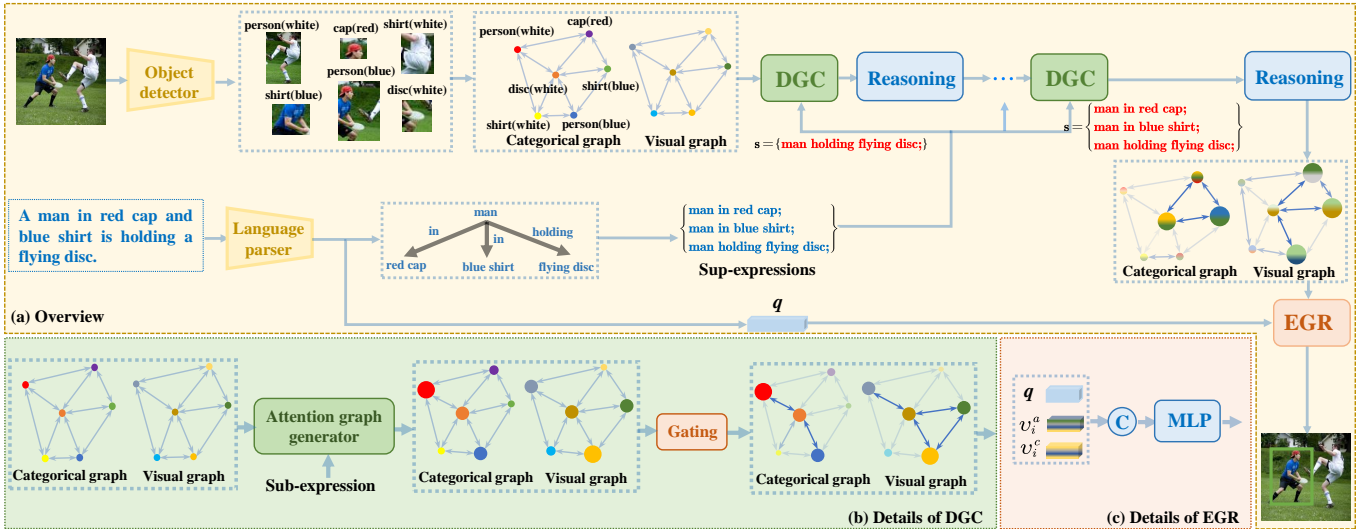 person(white)
cap(red)
shirt(white)
person(blue)
shirt(blue)
disc(white)
Object
detector
person(white)
cap(red)
disc(white)
shirt(blue)
shirt(white)
person(blue)
Categorical graph
Visual graph
DGC
Reasoning
...
DGC
Reasoning
s={man holding flying disc;}
s=
man in red cap;
man in blue shirt;
man holding flying disc;
A man in red cap and
blue shirt is holding a
flying disc.
Language
parser
man
in
in
holding
red cap
blue shirt
flying disc
man in red cap;
man in blue shirt;
man holding flying disc;
Sup-expressions
Categorical graph
Visual graph
(a) Overview
q
EGR
Categorical graph
Visual graph
Attention graph
generator
Sub-expression
Categorical graph
Visual graph
Gating
Categorical graph
Visual graph
(b) Details of DGC
q
υᵢᵃ
υᵢᶜ
C
MLP
(c) Details of EGR